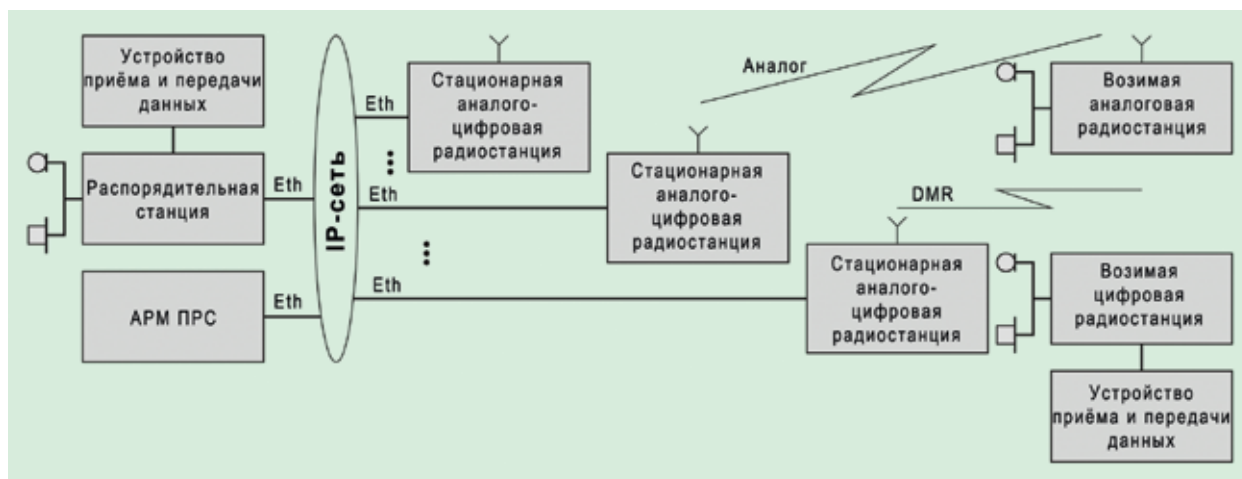 Устройство
приёма и передачи
данных
Распорядительная
станция
АРМ ПРС
Eth
Eth
IP-сеть
Eth
Eth
Eth
Стационарная
аналого-
цифровая
радиостанция
Стационарная
аналого-
цифровая
радиостанция
Стационарная
аналого-
цифровая
радиостанция
Аналог
DMR
Возимая
аналоговая
радиостанция
Возимая
цифровая
радиостанция
Устройство
приёма и передачи
данных